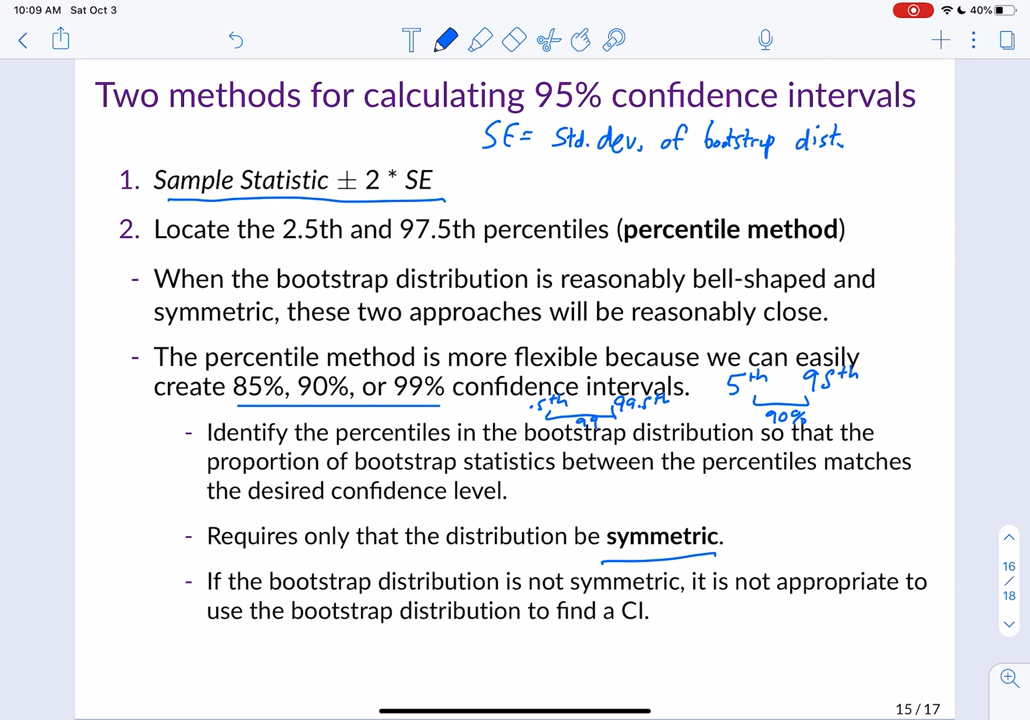 10:09 AM Sat Oct 3
40%
T
Two methods for calculating 95% confidence intervals
SE = Std. dev. of bootstrap dist.
1. Sample Statistic ± 2 * SE
2. Locate the 2.5th and 97.5th percentiles (percentile method)
- When the bootstrap distribution is reasonably bell-shaped and
symmetric, these two approaches will be reasonably close.
- The percentile method is more flexible because we can easily
create 85%, 90%, or 99% confidence intervals.
5th 95th
90%
.5th 99.5th
99
- Identify the percentiles in the bootstrap distribution so that the
proportion of bootstrap statistics between the percentiles matches
the desired confidence level.
- Requires only that the distribution be symmetric.
- If the bootstrap distribution is not symmetric, it is not appropriate to
use the bootstrap distribution to find a CI.
16
/
18
15 / 17